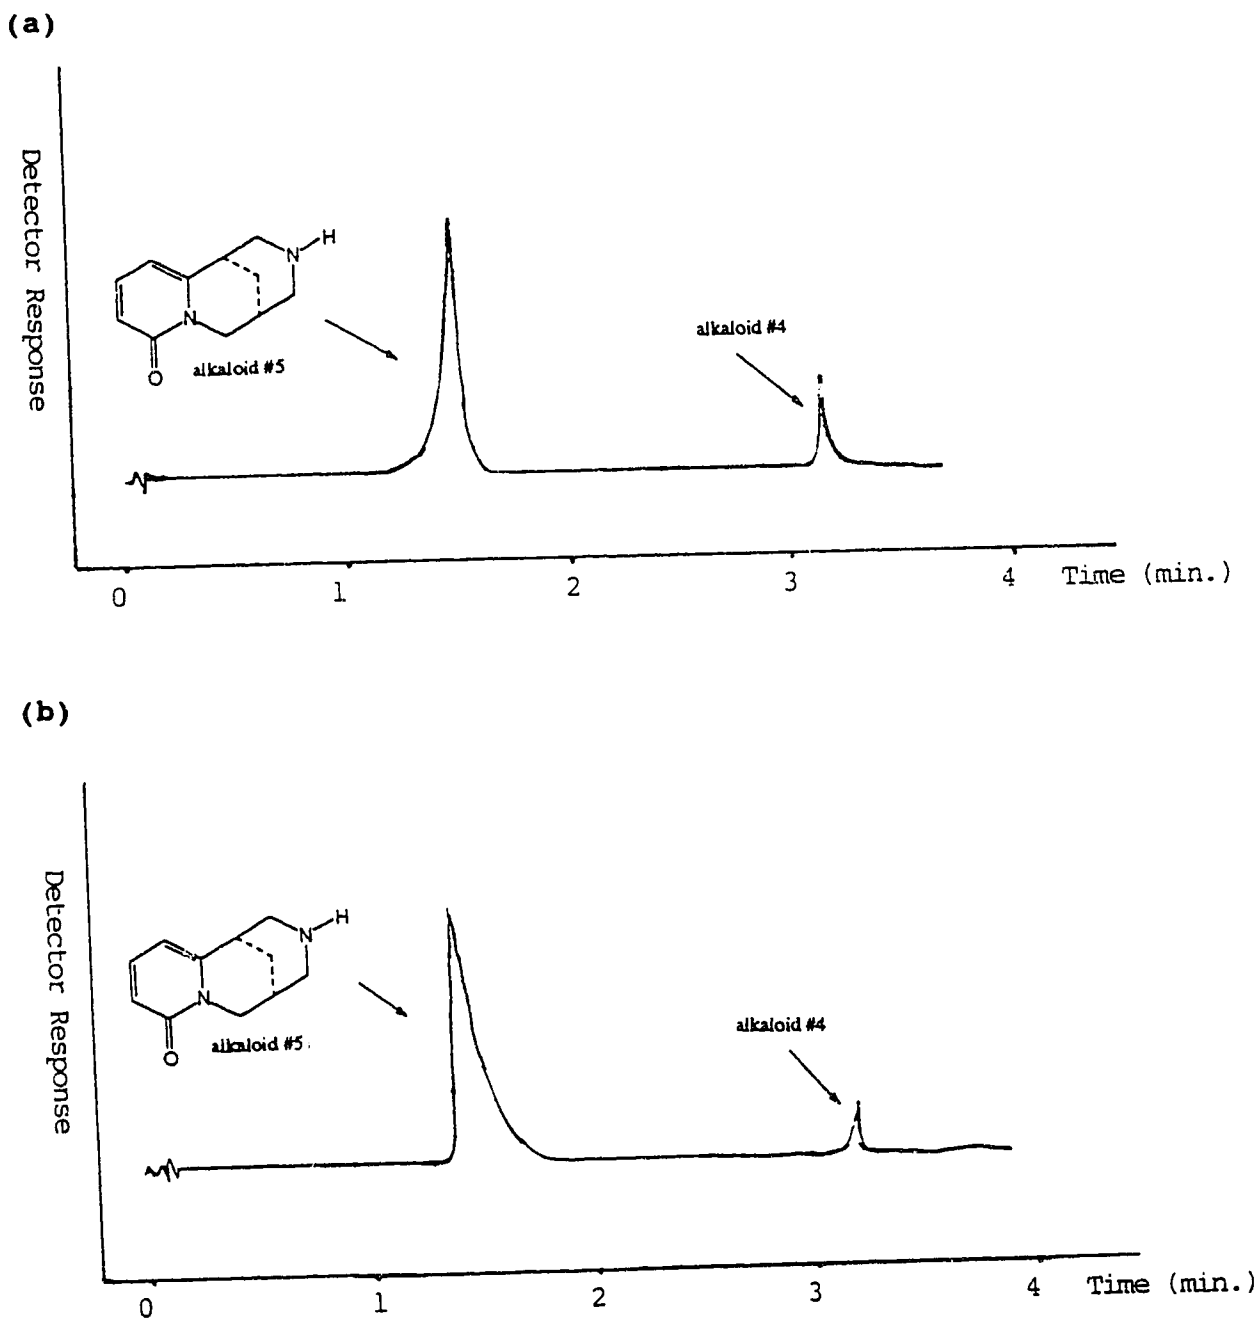 (a)
Detector Response
N
H
N
O
alkaloid #5
alkaloid #4
0 1 2 3 4 Time (min.)
(b)
Detector Response
N
H
N
O
alkaloid #5
alkaloid #4
0 1 2 3 4 Time (min.)